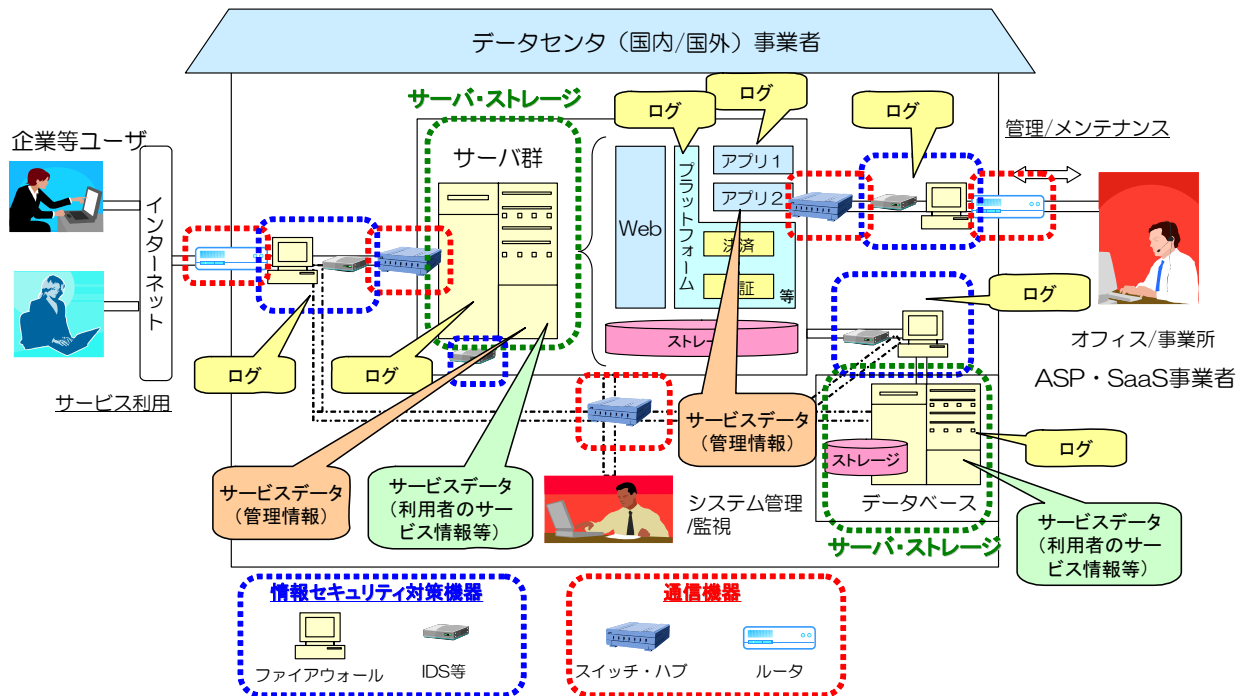 データセンタ（国内/国外）事業者
サーバ・ストレージ
ログ
ログ
ログ
企業等ユーザ
管理/メンテナンス
サーバ群
アプリ１
アプリ２
プラットフォーム
Web
インターネット
済
証
等
ログ
ストレー
オフィス/事業所
ASP・SaaS事業者
ログ
ログ
サービス利用
サービスデータ
（管理情報）
ログ
ストレージ
サービスデータ
（管理情報）
サービスデータ
（利用者のサー
ビス情報等）
システム管理
/監視
データベース
サーバ・ストレージ
サービスデータ
（利用者のサー
ビス情報等）
情報セキュリティ対策機器
通信機器
ファイアウォール
IDS等
スイッチ・ハブ
ルータ